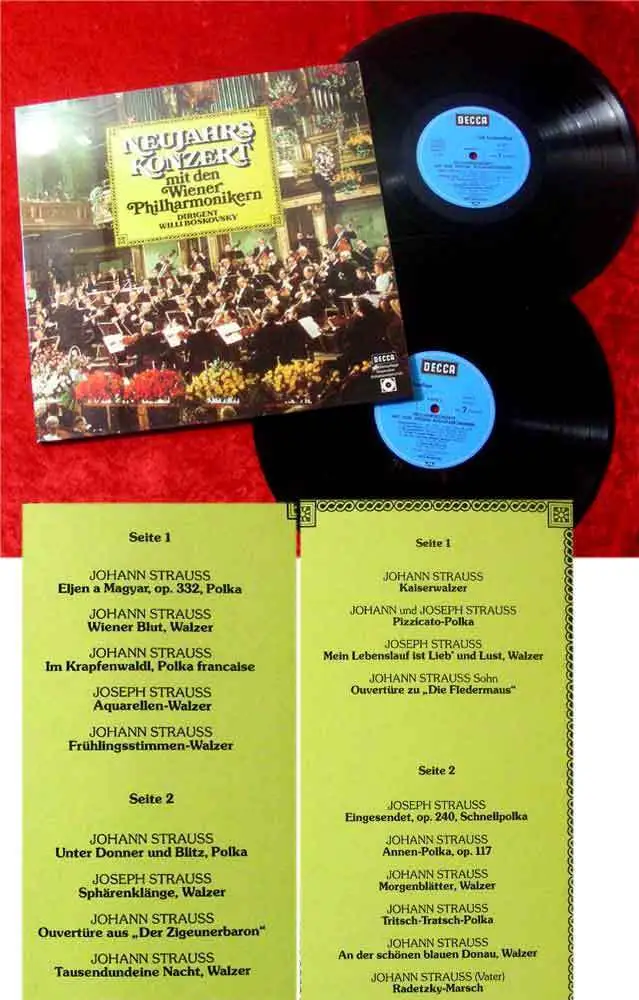 NEUJAHRS
KONZERT
mit den
Wiener
Philharmonikern
DIRIGENT
WILLI BOSKOVSKY
DECCA
DECCA
DECCA
Seite 1
JOHANN STRAUSS
Eljen a Magyar, op. 332, Polka
JOHANN STRAUSS
Wiener Blut, Walzer
JOHANN STRAUSS
Im Krapfenwaldl, Polka francaise
JOSEPH STRAUSS
Aquarellen-Walzer
JOHANN STRAUSS
Frühlingsstimmen-Walzer
Seite 2
JOHANN STRAUSS
Unter Donner und Blitz, Polka
JOSEPH STRAUSS
Sphärenklänge, Walzer
JOHANN STRAUSS
Ouvertüre aus „Der Zigeunerbaron“
JOHANN STRAUSS
Tausendundeine Nacht, Walzer
Seite 1
JOHANN STRAUSS
Kaiserwalzer
JOHANN und JOSEPH STRAUSS
Pizzicato-Polka
JOSEPH STRAUSS
Mein Lebenslauf ist Lieb' und Lust, Walzer
JOHANN STRAUSS Sohn
Ouvertüre zu „Die Fledermaus“
Seite 2
JOSEPH STRAUSS
Eingesendet, op. 240, Schnellpolka
JOHANN STRAUSS
Annen-Polka, op. 117
JOHANN STRAUSS
Morgenblätter, Walzer
JOHANN STRAUSS
Tritsch-Tratsch-Polka
JOHANN STRAUSS
An der schönen blauen Donau, Walzer
JOHANN STRAUSS (Vater)
Radetzky-Marsch